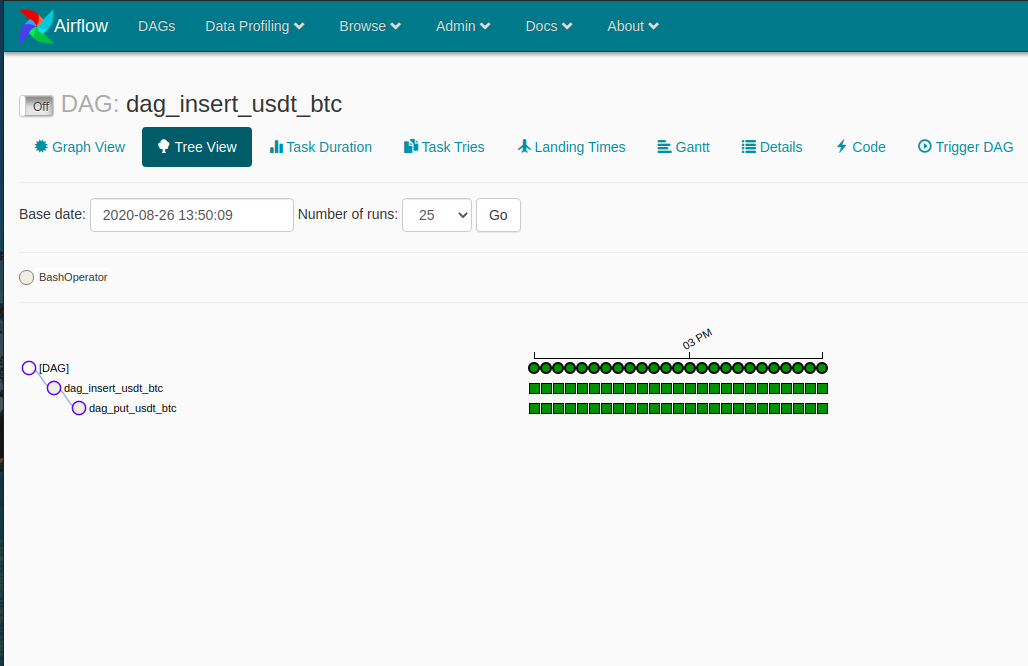 Airflow DAGs Data Profiling Browse Admin Docs About
Off DAG: dag_insert_usdt_btc
Graph View Tree View Task Duration Task Tries Landing Times Gantt Details Code Trigger DAG
Base date: 2020-08-26 13:50:09 Number of runs: 25 Go
BashOperator
03 PM
[DAG]
dag_insert_usdt_btc
dag_put_usdt_btc